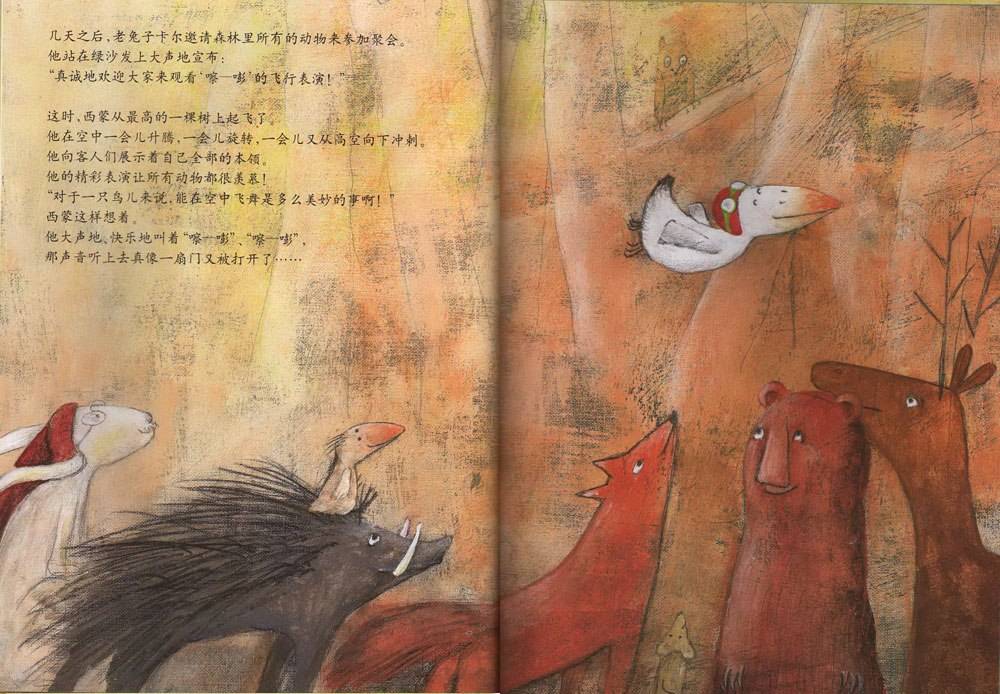 几天之后，老兔子卡尔邀请森林里所有的动物来参加聚会。
他站在绿沙发上大声地宣布：
“真诚地欢迎大家来观看‘嚓—嘭’的飞行表演！”
这时，西蒙从最高的一棵树上起飞了。
他在空中一会儿升腾，一会儿旋转，一会儿又从高空向下冲刺。
他向客人们展示着自己全部的本领。
他的精彩表演让所有动物都很羡慕！
“对于一只鸟儿来说，能在空中飞舞是多么美妙的事啊！”
西蒙这样想着。
他大声地、快乐地叫着“嚓—嘭”、“嚓—嘭”，
那声音听上去真像一扇门又被打开了……